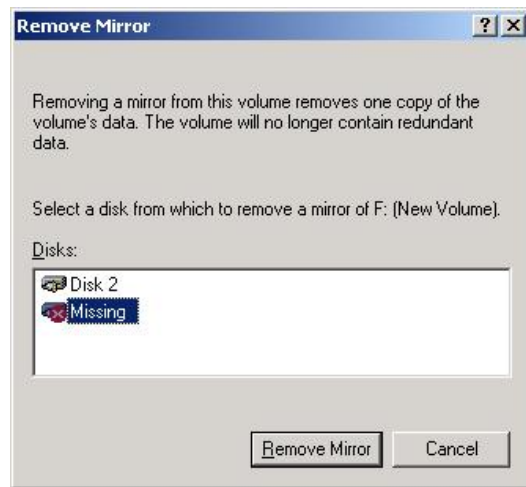 Remove Mirror
Removing a mirror from this volume removes one copy of the
volume's data. The volume will no longer contain redundant
data.
Select a disk from which to remove a mirror of F: (New Volume).
Disks:
Disk 2
Missing
Remove Mirror
Cancel